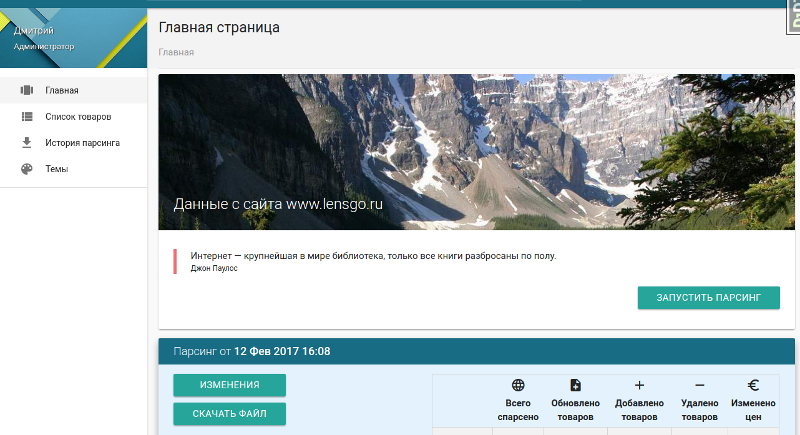 Дмитрий
Администратор
Главная
Список товаров
История парсинга
Темы
Главная страница
Главная
Данные с сайта www.lensgo.ru
Интернет — крупнейшая в мире библиотека, только все книги разбросаны по полу.
Джон Паулос
ЗАПУСТИТЬ ПАРСИНГ
Парсинг от 12 Фев 2017 16:08
ИЗМЕНЕНИЯ
СКАЧАТЬ ФАЙЛ
Всего спарсено
Обновлено товаров
Добавлено товаров
Удалено товаров
Изменено цен